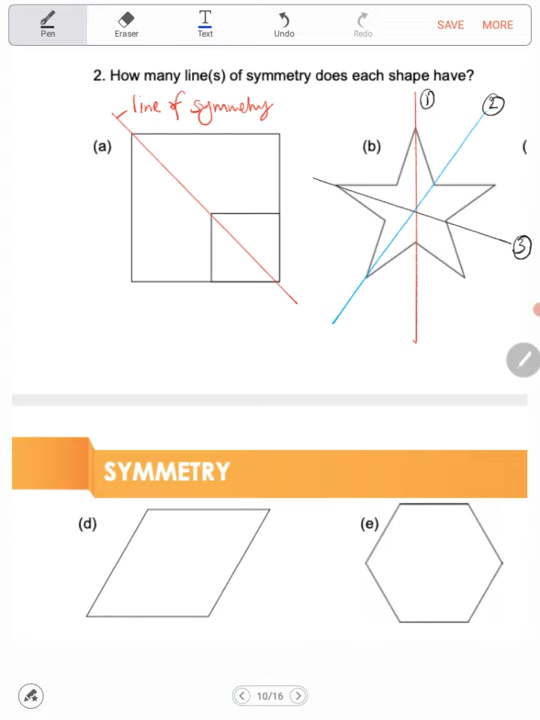 Pen
Eraser
T
Text
Undo
Redo
SAVE
MORE
2. How many line(s) of symmetry does each shape have?
line of symmetry
(a)
(b)
(
1
2
3
SYMMETRY
(d)
(e)
10/16